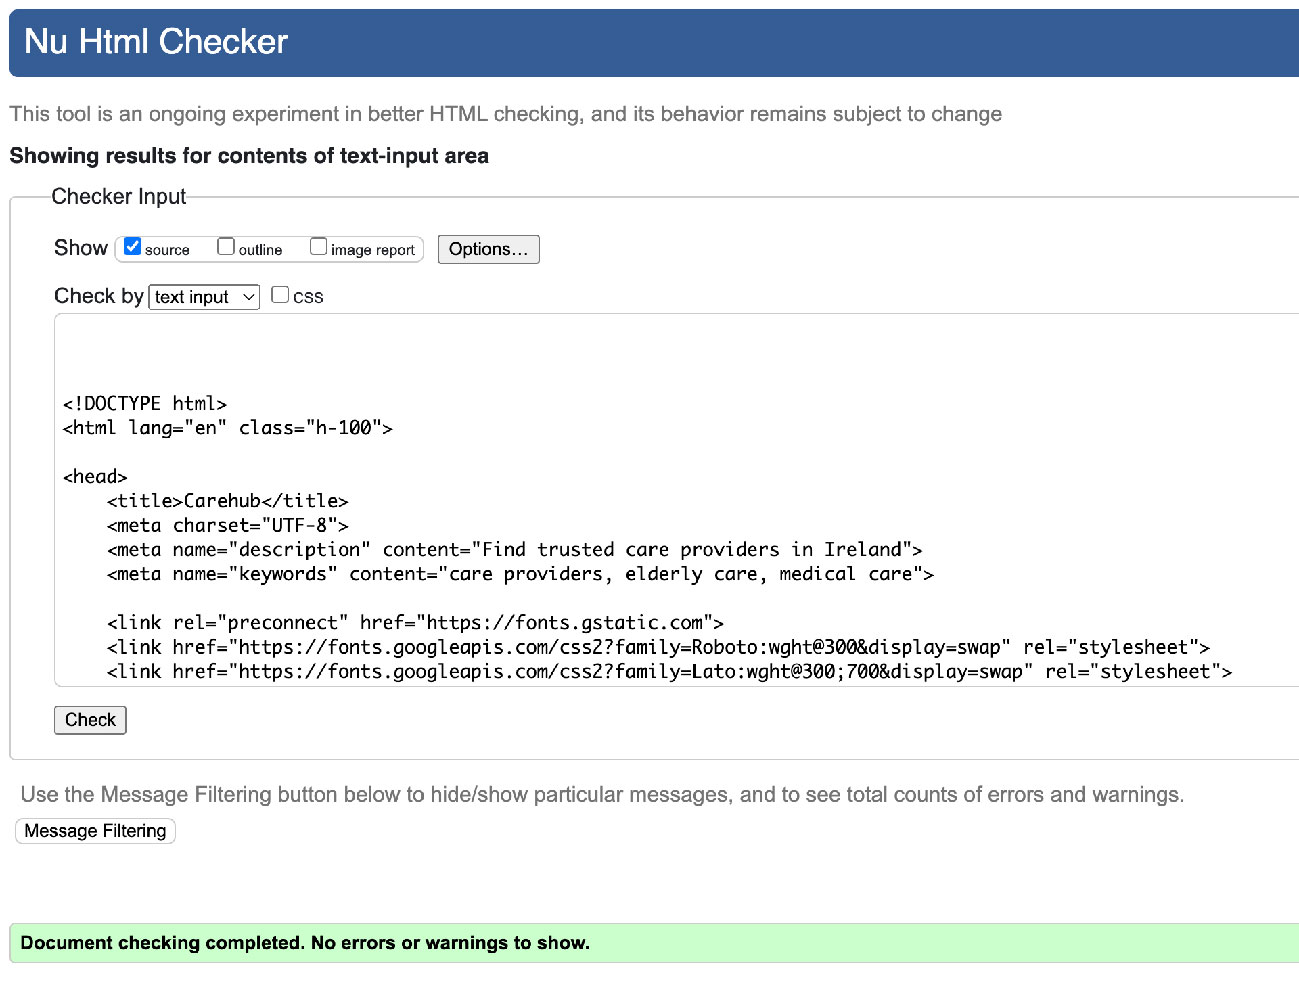 Nu Html Checker
This tool is an ongoing experiment in better HTML checking, and its behavior remains subject to change
Showing results for contents of text-input area
Checker Input
Show source outline image report Options...
Check by text input css
<!DOCTYPE html>
<html lang="en" class="h-100">
<head>
    <title>Carehub</title>
    <meta charset="UTF-8">
    <meta name="description" content="Find trusted care providers in Ireland">
    <meta name="keywords" content="care providers, elderly care, medical care">
    <link rel="preconnect" href="https://fonts.gstatic.com">
    <link href="https://fonts.googleapis.com/css2?family=Roboto:wght@300&display=swap" rel="stylesheet">
    <link href="https://fonts.googleapis.com/css2?family=Lato:wght@300;700&display=swap" rel="stylesheet">
Check
Use the Message Filtering button below to hide/show particular messages, and to see total counts of errors and warnings.
Message Filtering
Document checking completed. No errors or warnings to show.